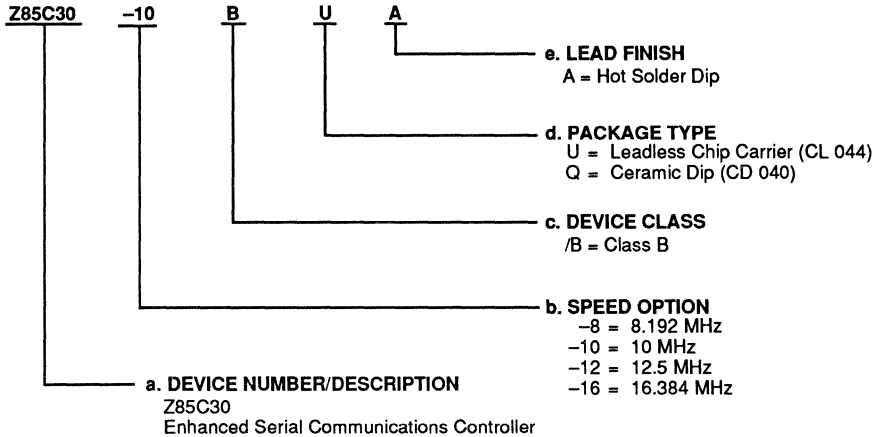 Z85C30 –10 B U A
e. LEAD FINISH
A = Hot Solder Dip
d. PACKAGE TYPE
U = Leadless Chip Carrier (CL 044)
Q = Ceramic Dip (CD 040)
c. DEVICE CLASS
/B = Class B
b. SPEED OPTION
–8 = 8.192 MHz
–10 = 10 MHz
–12 = 12.5 MHz
–16 = 16.384 MHz
a. DEVICE NUMBER/DESCRIPTION
Z85C30
Enhanced Serial Communications Controller